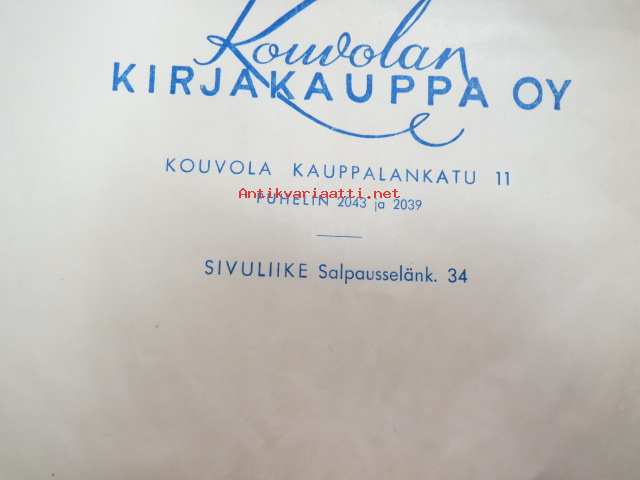 Kouvolan
KIRJAKAUPPA OY
KOUVOLA KAUPPALANKATU 11
Antikvariaatti.net
PUHELIN 2043 ja 2039
SIVULIIKE Salpausselänk. 34